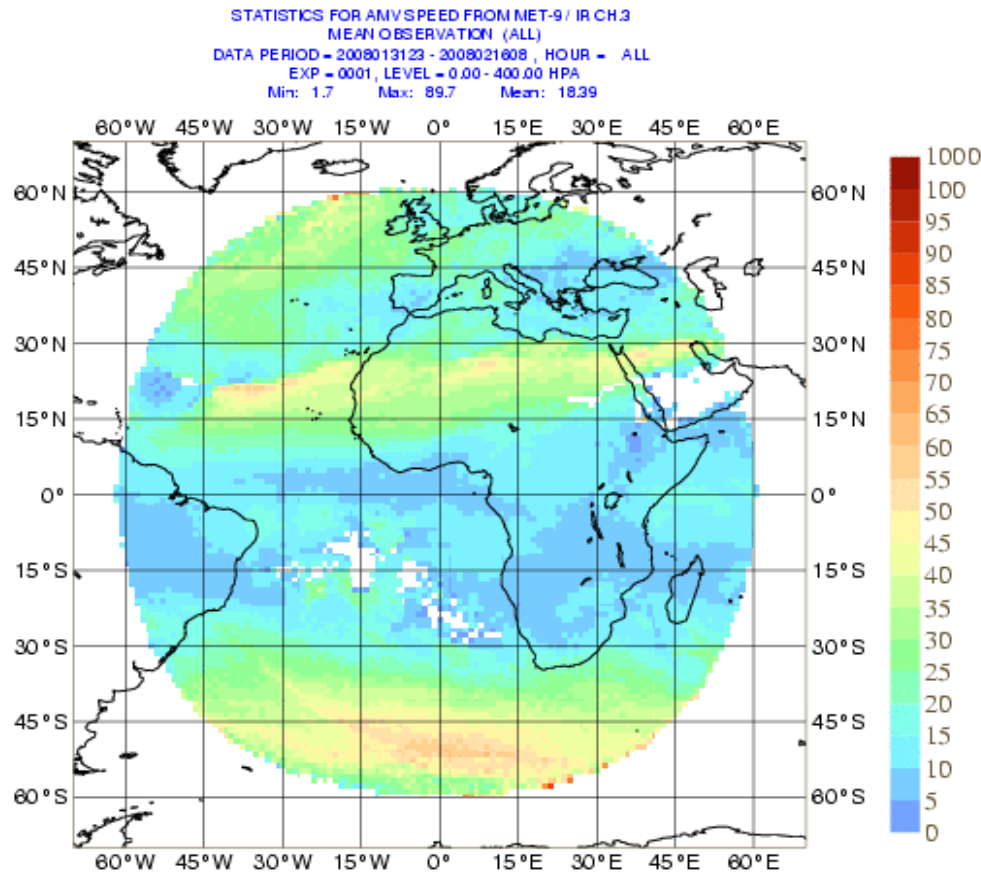 STATISTICS FOR AMV SPEED FROM MET-9 / IR CH.3
MEAN OBSERVATION (ALL)
DATA PERIOD = 2008013123 - 2008021608 , HOUR = ALL
EXP = 0001, LEVEL = 0.00 - 400.00 HPA
Min: 1.7 Max: 89.7 Mean: 18.39
60°W 45°W 30°W 15°W 0°E 15°E 30°E 45°E 60°E
1000
100
95
90
85
80
75
70
65
60
55
50
45
40
35
30
25
20
15
10
5
0
60°N 60°N
45°N 45°N
30°N 30°N
15°N 15°N
0° 0°
15°S 15°S
30°S 30°S
45°S 45°S
60°S 60°S
60°W 45°W 30°W 15°W 0°E 15°E 30°E 45°E 60°E